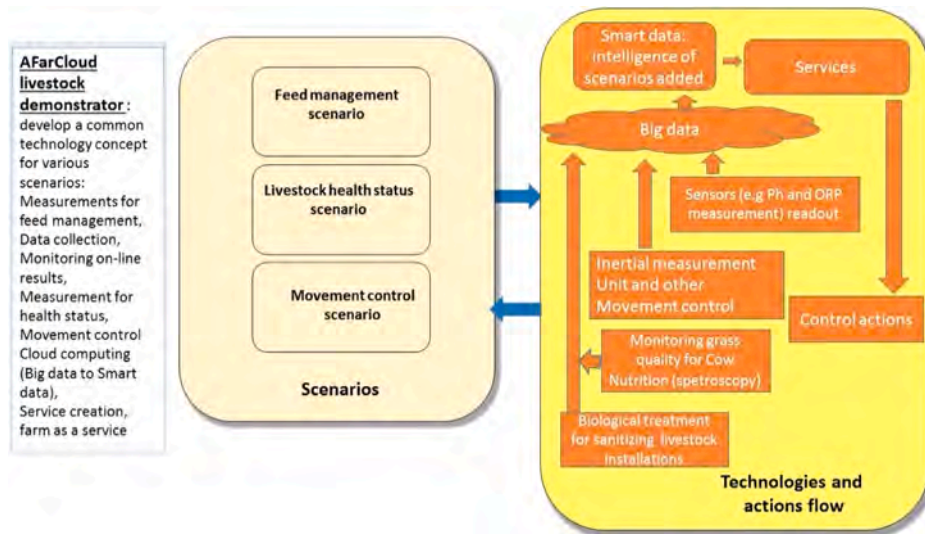 AFarCloud
livestock
demonstrator :
develop a common
technology concept
for various
scenarios:
Measurements for
feed management,
Data collection,
Monitoring on-line
results,
Measurement for
health status,
Movement control
Cloud computing
(Big data to Smart
data),
Service creation,
farm as a service
Feed management
scenario
Livestock health status
scenario
Movement control
scenario
Scenarios
Smart data:
intelligence of
scenarios added
Services
Big data
Sensors (e.g Ph and ORP
measurement) readout
Inertial measurement
Unit and other
Movement control
Control actions
Monitoring grass
quality for Cow
Nutrition (spetroscopy)
Biological treatment
for sanitizing livestock
installations
Technologies and
actions flow